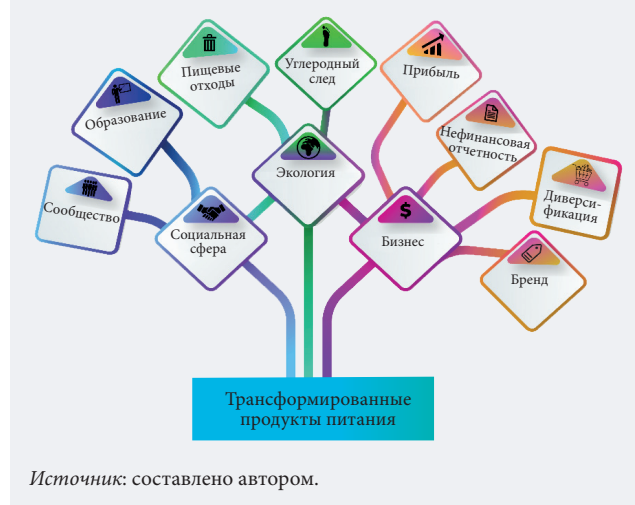 Пищевые
отходы
Углеродный
след
Прибыль
Образование
Нефинансовая
отчетность
Экология
Сообщество
Социальная
сфера
$
Бизнес
Диверси-
фикация
Бренд
Трансформированные
продукты питания
Источник: составлено автором.